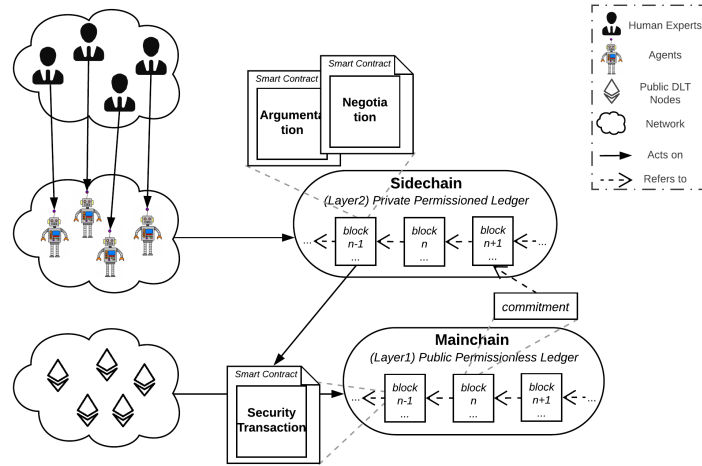 Human Experts
Agents
Public DLT
Nodes
Network
Acts on
Refers to
Smart Contract
Argumenta
tion
Smart Contract
Negotia
tion
Sidechain
(Layer2) Private Permissioned Ledger
...
block
n-1
...
block
n
...
block
n+1
...
...
commitment
Mainchain
(Layer1) Public Permissionless Ledger
...
block
n-1
...
block
n
...
block
n+1
...
...
Smart Contract
Security
Transaction